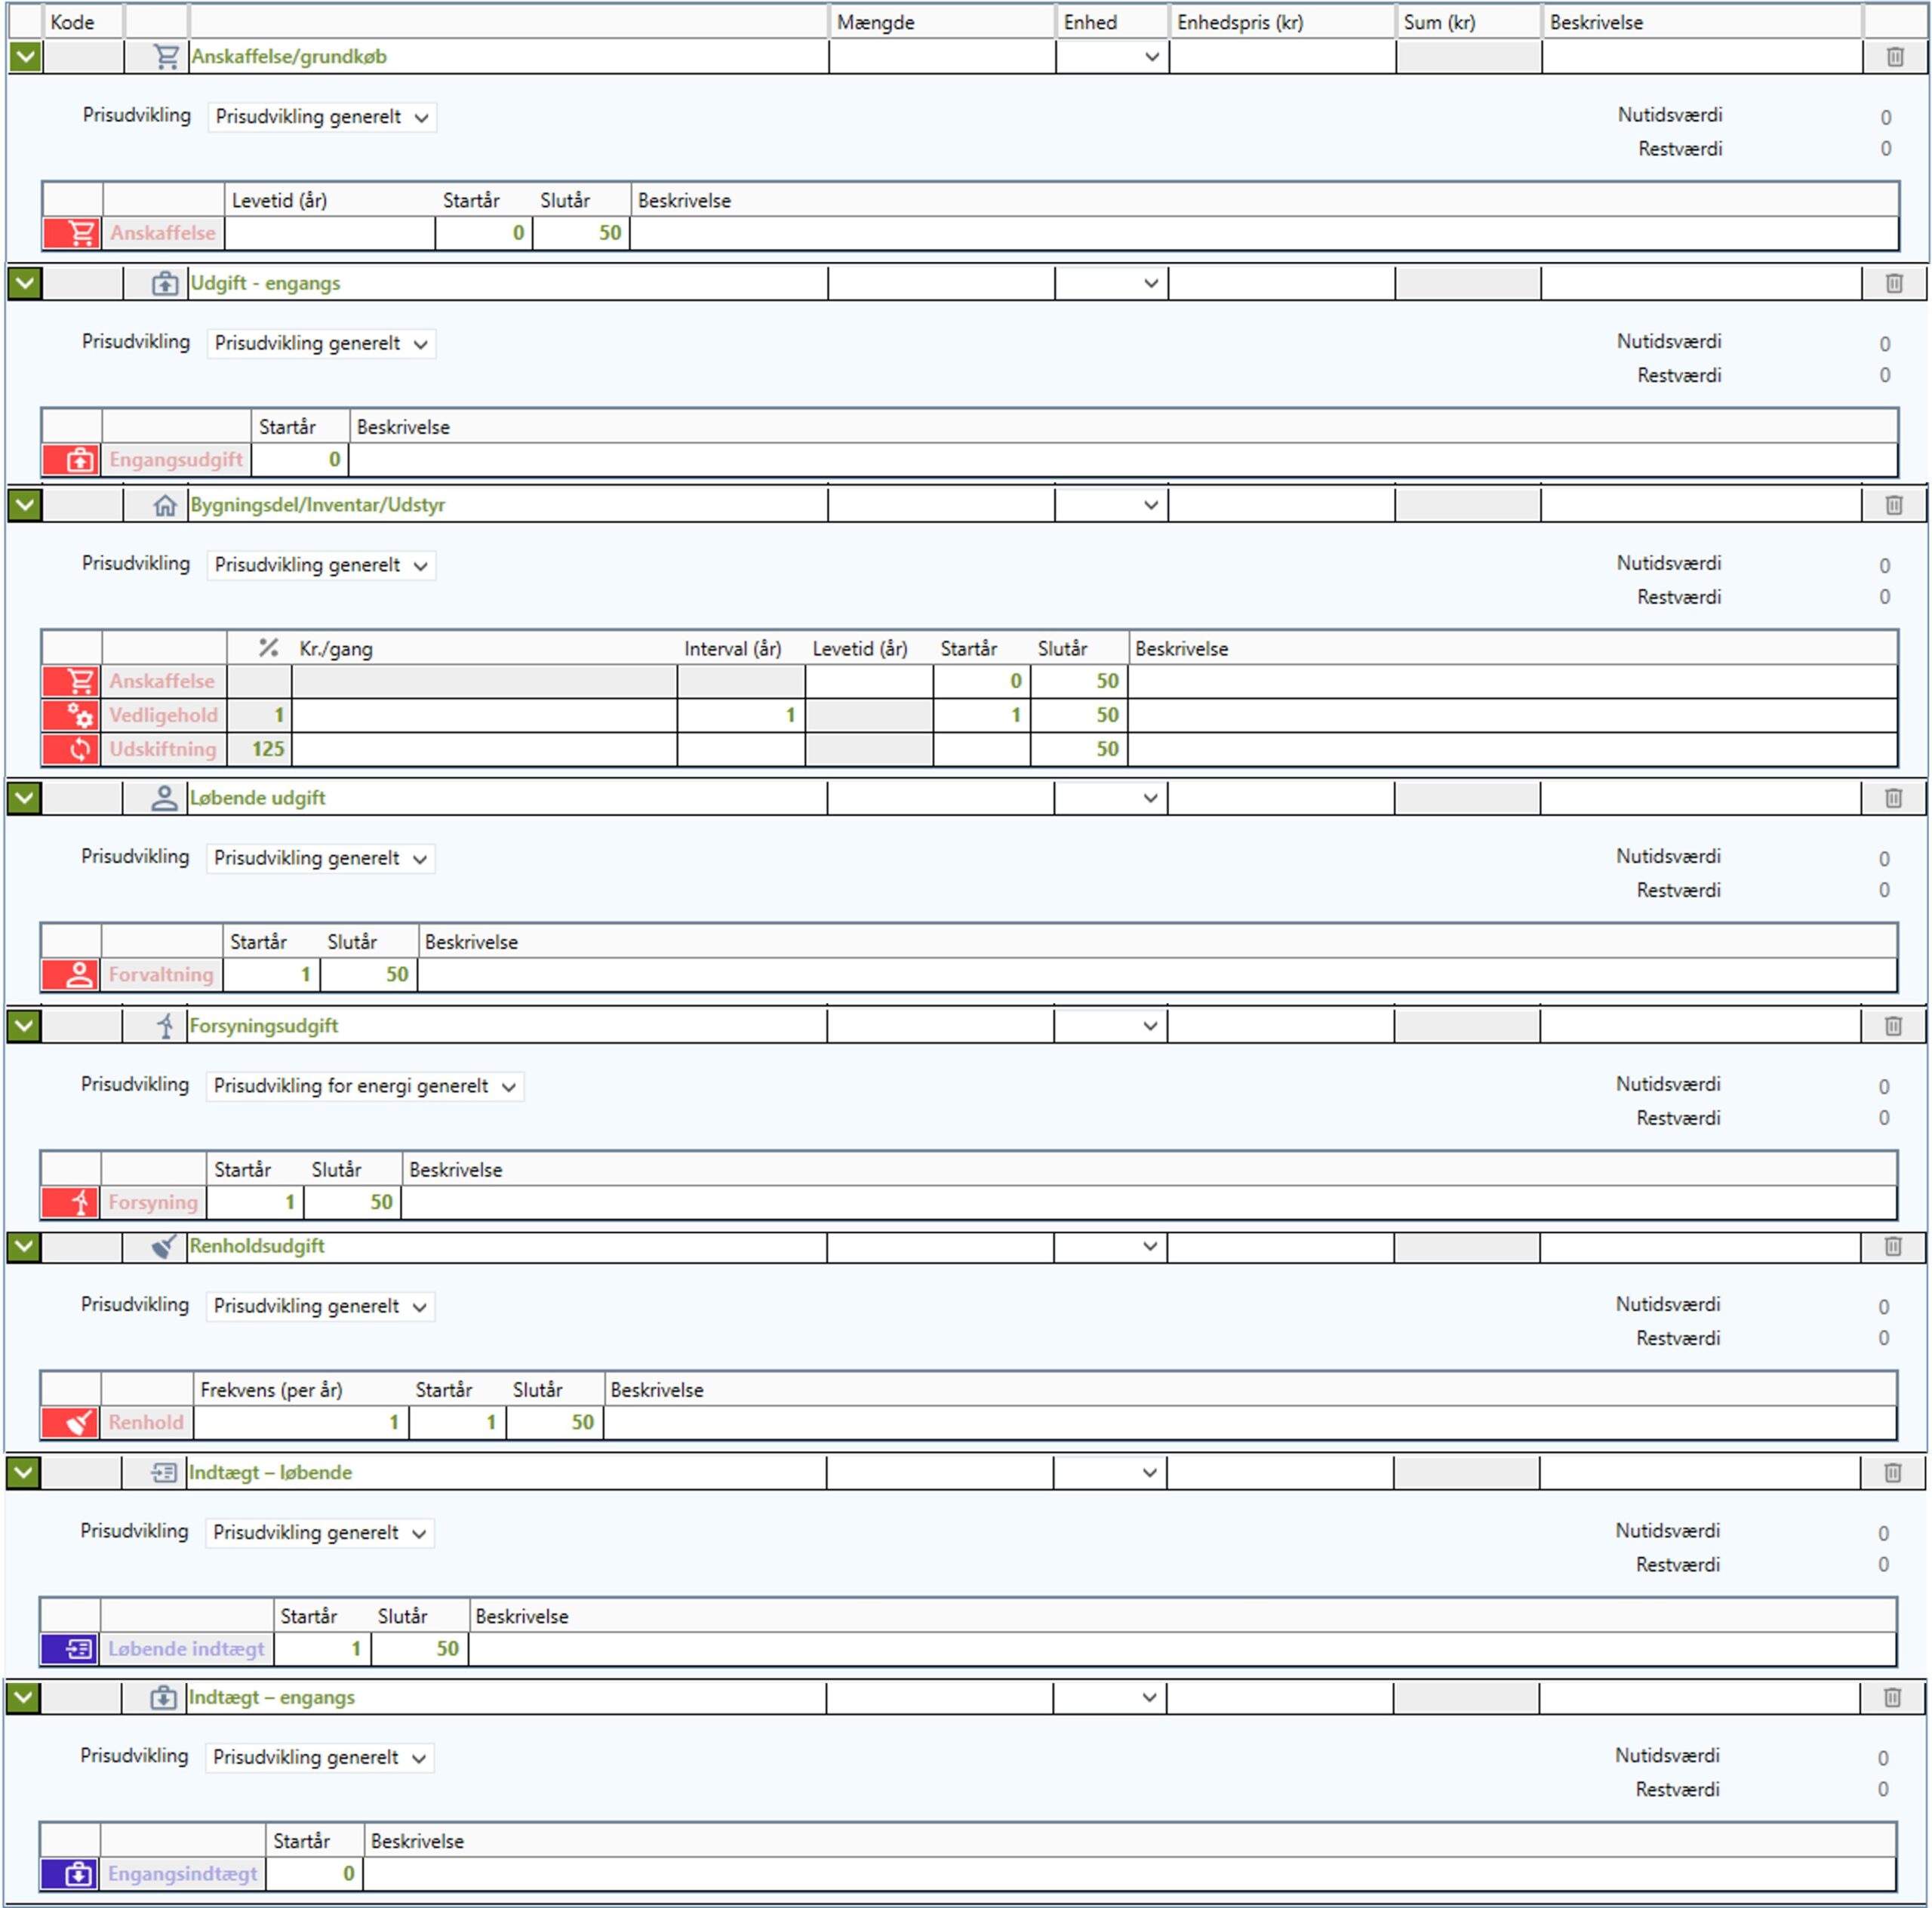 Kode Mængde Enhed Enhedspris (kr) Sum (kr) Beskrivelse
Anskaffelse/grundkøb
Prisudvikling Prisudvikling generelt Nutidsværdi 0
Restværdi 0
Levetid (år) Startår Slutår Beskrivelse
Anskaffelse 0 50
Udgift - engangs
Prisudvikling Prisudvikling generelt Nutidsværdi 0
Restværdi 0
Startår Beskrivelse
Engangsudgift 0
Bygningsdel/Inventar/Udstyr
Prisudvikling Prisudvikling generelt Nutidsværdi 0
Restværdi 0
% Kr./gang Interval (år) Levetid (år) Startår Slutår Beskrivelse
Anskaffelse 0 50
Vedligehold 1 1 1 50
Udskiftning 125 50
Løbende udgift
Prisudvikling Prisudvikling generelt Nutidsværdi 0
Restværdi 0
Startår Slutår Beskrivelse
Forvaltning 1 50
Forsyningsudgift
Prisudvikling Prisudvikling for energi generelt Nutidsværdi 0
Restværdi 0
Startår Slutår Beskrivelse
Forsyning 1 50
Renholdsudgift
Prisudvikling Prisudvikling generelt Nutidsværdi 0
Restværdi 0
Frekvens (per år) Startår Slutår Beskrivelse
Renhold 1 1 50
Indtægt – løbende
Prisudvikling Prisudvikling generelt Nutidsværdi 0
Restværdi 0
Startår Slutår Beskrivelse
Løbende indtægt 1 50
Indtægt – engangs
Prisudvikling Prisudvikling generelt Nutidsværdi 0
Restværdi 0
Startår Beskrivelse
Engangsindtægt 0